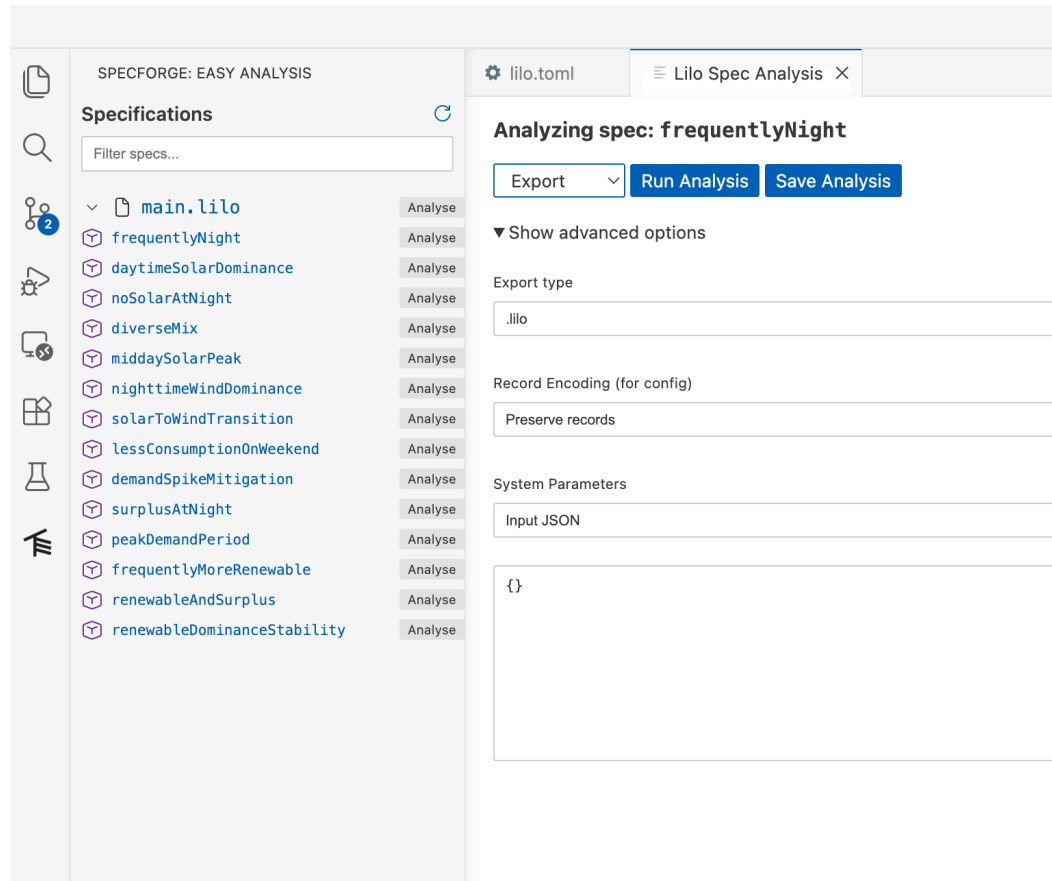 SPECFORGE: EASY ANALYSIS
Specifications
Filter specs...
main.lilo Analyse
frequentlyNight Analyse
daytimeSolarDominance Analyse
noSolarAtNight Analyse
diverseMix Analyse
middaySolarPeak Analyse
nighttimeWindDominance Analyse
solarToWindTransition Analyse
lessConsumptionOnWeekend Analyse
demandSpikeMitigation Analyse
surplusAtNight Analyse
peakDemandPeriod Analyse
frequentlyMoreRenewable Analyse
renewableAndSurplus Analyse
renewableDominanceStability Analyse
2
lilo.toml
Lilo Spec Analysis
Analyzing spec: frequentlyNight
Export Run Analysis Save Analysis
Show advanced options
Export type
.lilo
Record Encoding (for config)
Preserve records
System Parameters
Input JSON
{}